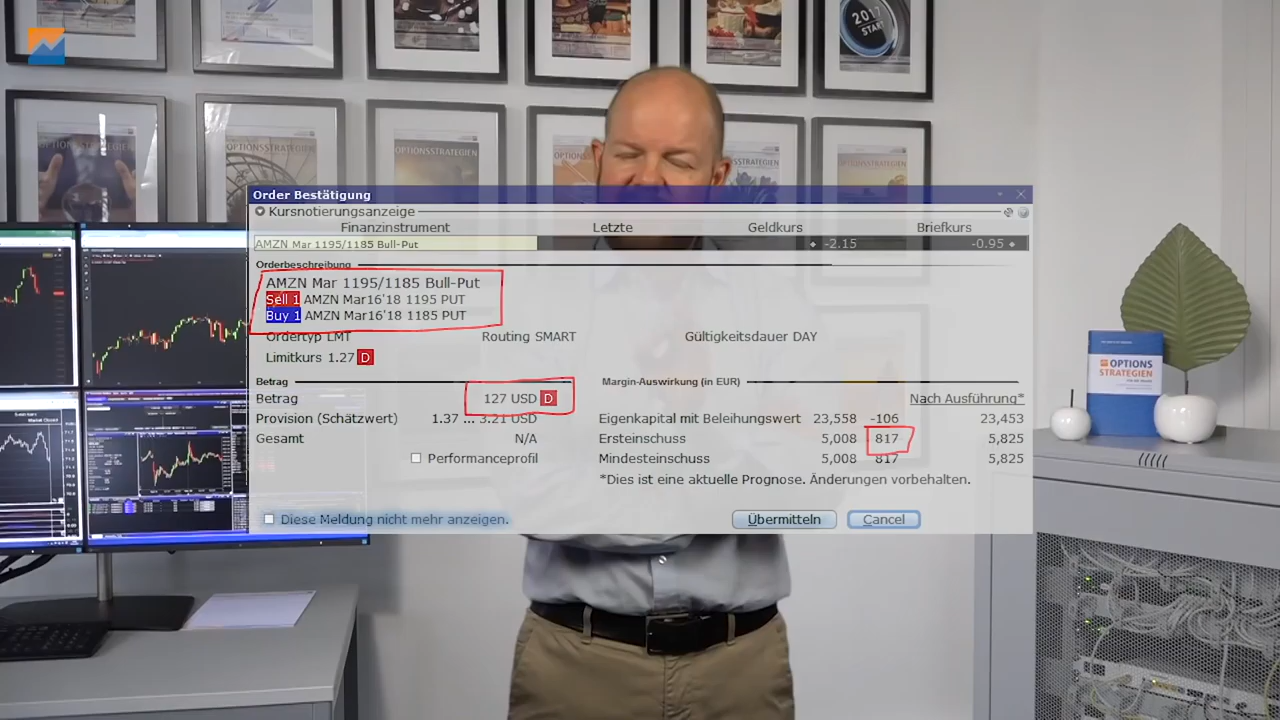 2017
START
OPTIONSSTRATEGIEN
OPTIONSSTRATEGIEN
OPTIONSSTRATEGIEN
Order Bestätigung
Kursnotierungsanzeige
Finanzinstrument Letzte Geldkurs Briefkurs
AMZN Mar 1195/1185 Bull-Put -2.15 -0.95
Orderbeschreibung
AMZN Mar 1195/1185 Bull-Put
Sell 1 AMZN Mar16'18 1195 PUT
Buy 1 AMZN Mar16'18 1185 PUT
Ordertyp LMT Routing SMART Gültigkeitsdauer DAY
Limitkurs 1.27 D
Betrag Margin-Auswirkung (in EUR)
Betrag 127 USD D Nach Ausführung*
Provision (Schätzwert) 1.37 ... 3.21 USD Eigenkapital mit Beleihungswert 23,558 -106 23,453
Gesamt N/A Ersteinschuss 5,008 817 5,825
Performanceprofil Mindesteinschuss 5,008 817 5,825
*Dies ist eine aktuelle Prognose. Änderungen vorbehalten.
Diese Meldung nicht mehr anzeigen. Übermitteln Cancel
OPTIONS
STRATEGIEN